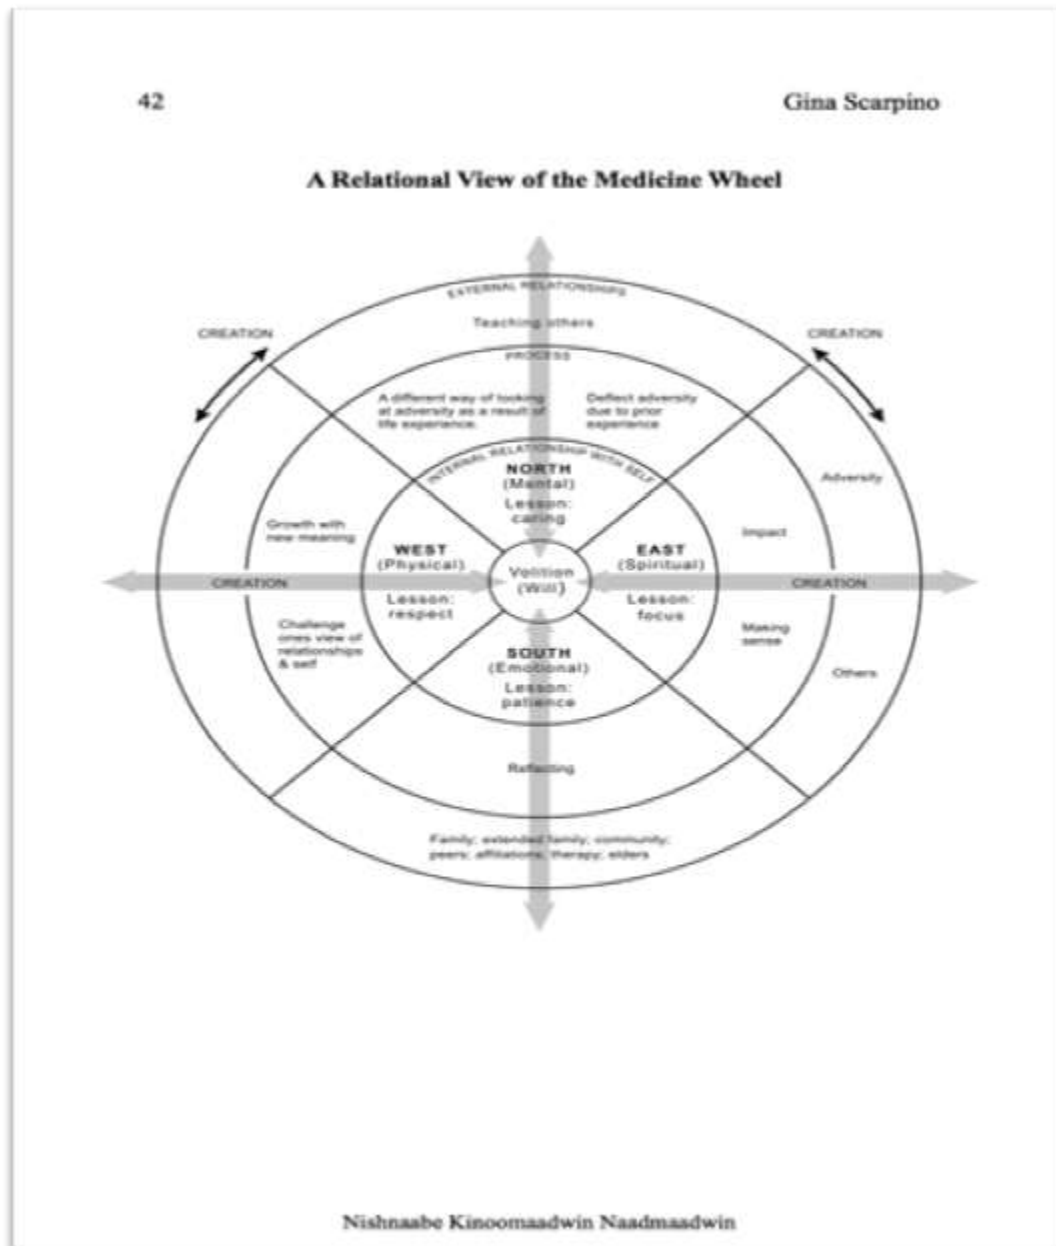 42
Gina Scarpino
A Relational View of the Medicine Wheel
EXTERNAL RELATIONSHIPS
Teaching others
CREATION
CREATION
PROCESS
A different way of looking
at adversity as a result of
life experience.
Deflect adversity
due to prior
experience
INTERNAL RELATIONSHIP WITH SELF
NORTH
(Mental)
Lesson:
caring
Adversity
Growth with
new meaning
Impact
WEST
(Physical)
Lesson:
respect
Volition
(Will)
EAST
(Spiritual)
Lesson:
focus
CREATION
CREATION
Challenge
ones view of
relationships
& self
Making
sense
Others
SOUTH
(Emotional)
Lesson:
patience
Reflecting
Family; extended family; community;
peers; affiliations; therapy; elders
Nishnaabe Kinoomaadwin Naadmaadwin